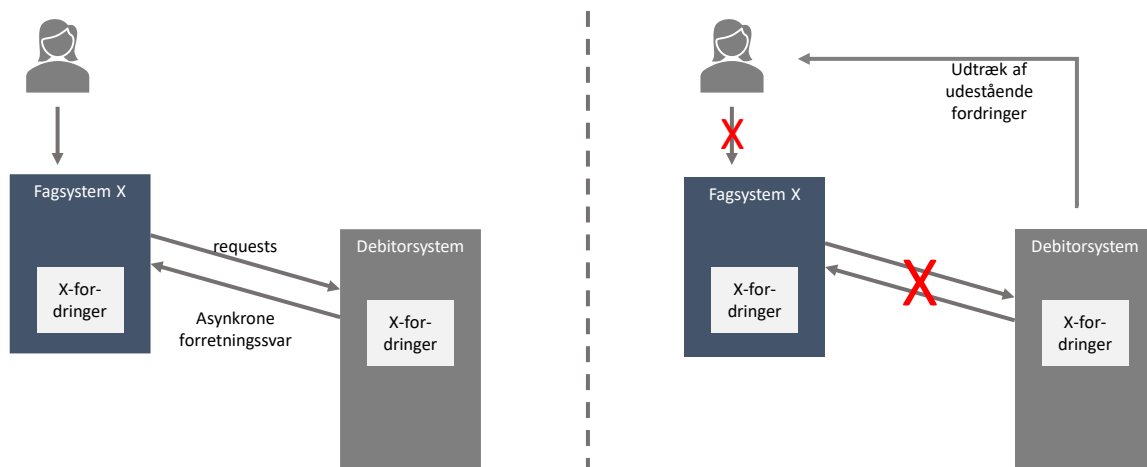 Fagsystem X
requests
Debitorsystem
X-for-
dringer
Asynkrone
forretningssvar
X-for-
dringer
Udtræk af
udestående
fordringer
X
Fagsystem X
Debitorsystem
X
X-for-
dringer
X-for-
dringer